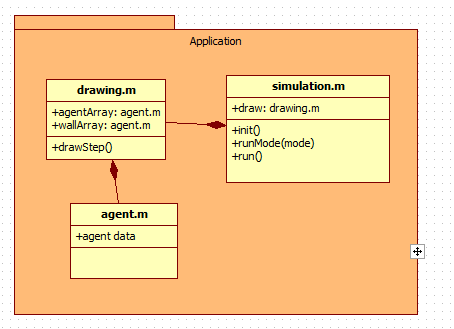 Application
drawing.m
+agentArray: agent.m
+wallArray: agent.m
+drawStep()
simulation.m
+draw: drawing.m
+init()
+runMode(mode)
+run()
agent.m
+agent data